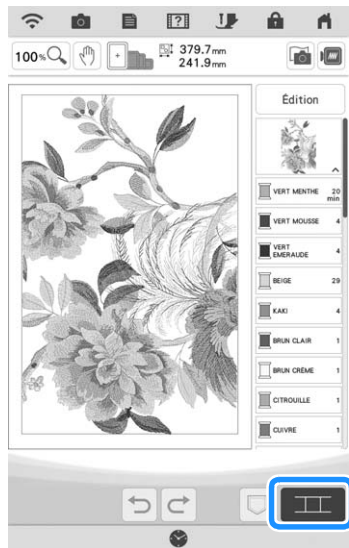 100%
379.7mm
241.9mm
Édition
VERT MENTHE 20 min
VERT MOUSSE 4
VERT EMERAUDE 4
BEIGE 29
KAKI 4
BRUN CLAIR 1
BRUN CRÈME 1
CITROUILLE 1
CUIVRE 1